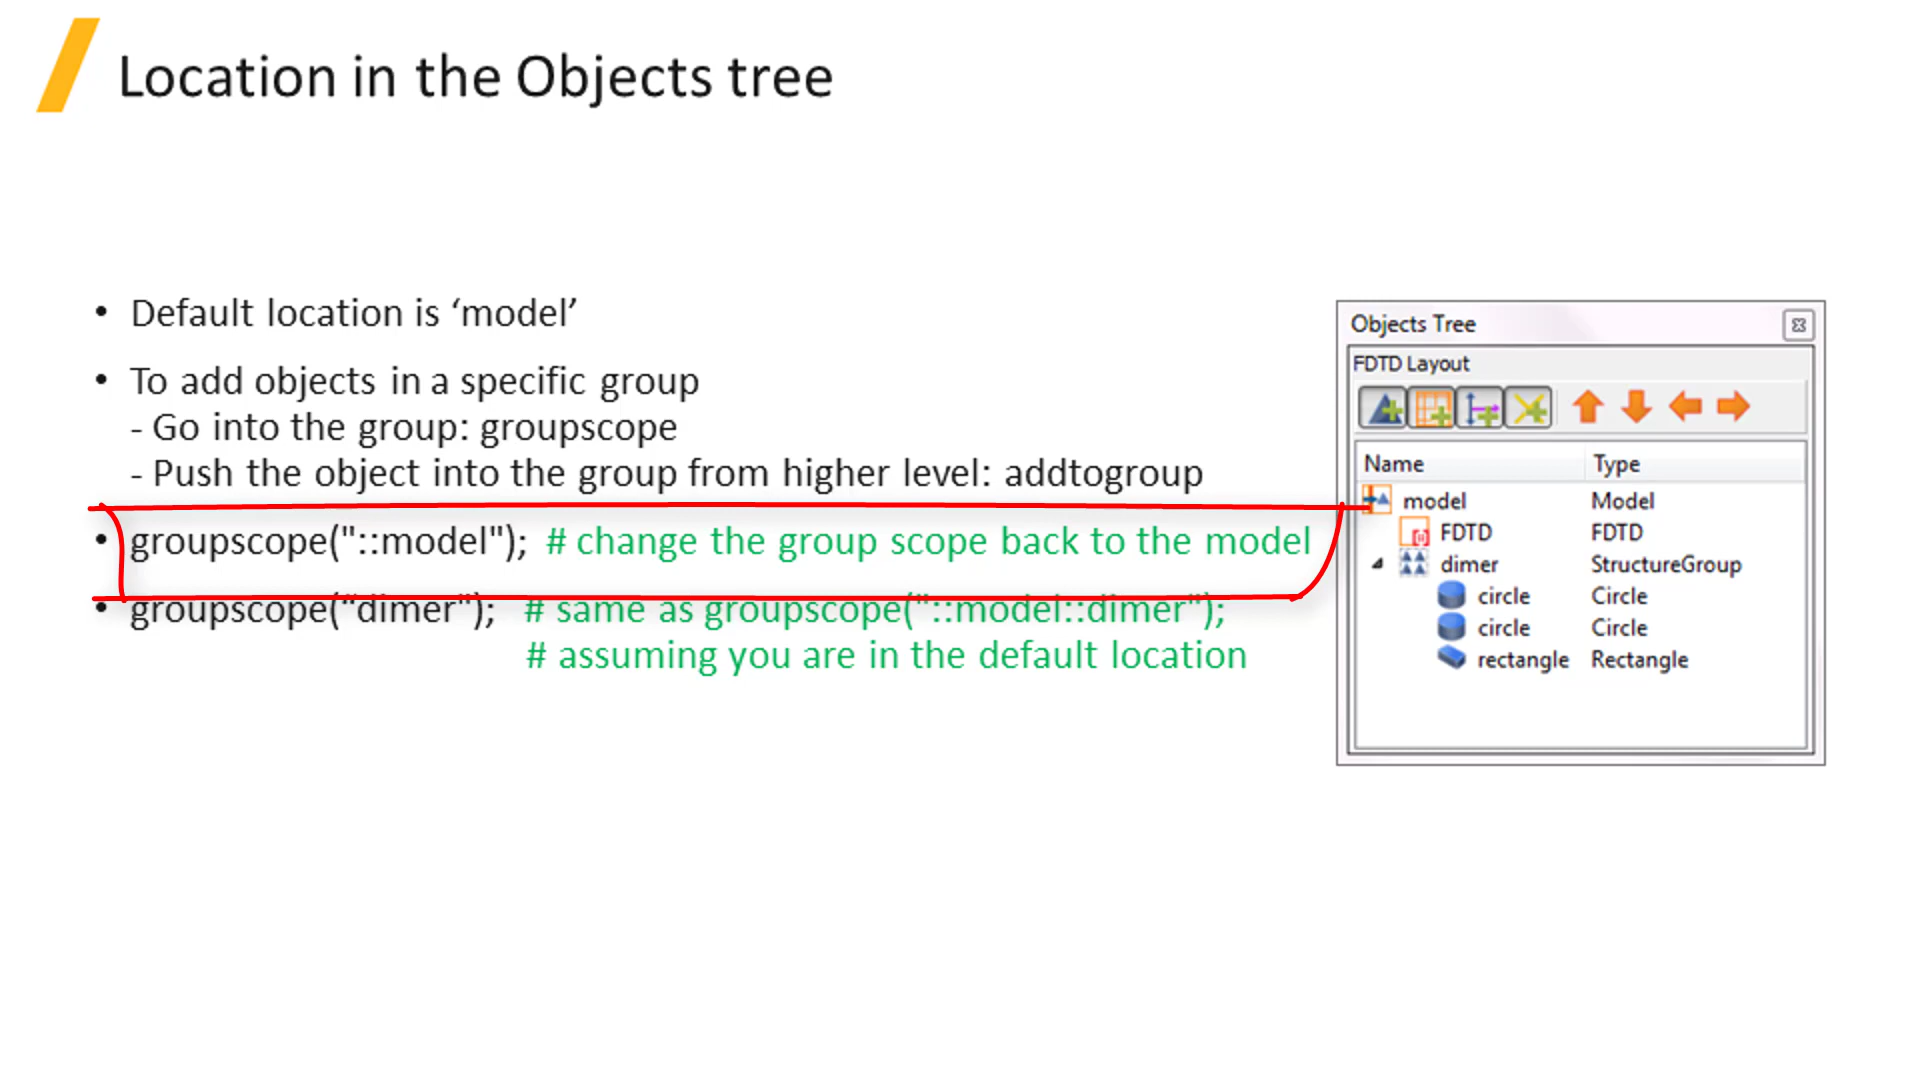 Location in the Objects tree
• Default location is ‘model’
• To add objects in a specific group
- Go into the group: groupscope
- Push the object into the group from higher level: addtogroup
• groupscope("::model"); # change the group scope back to the model
• groupscope("dimer"); # same as groupscope("::model::dimer");
# assuming you are in the default location
Objects Tree
FDTD Layout
Name Type
model Model
FDTD FDTD
dimer StructureGroup
circle Circle
circle Circle
rectangle Rectangle